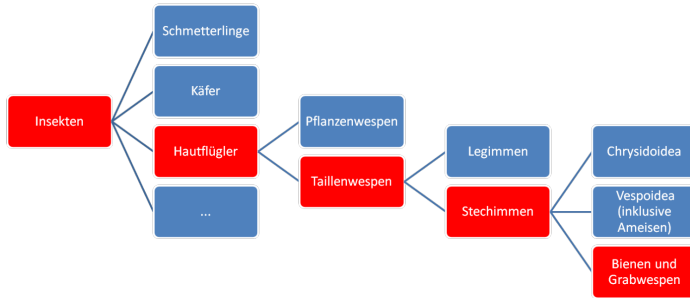 Schmetterlinge
Käfer
Insekten
Hautflügler
...
Pflanzenwespen
Taillenwespen
Legimmen
Stechimmen
Chrysidoidea
Vespoidea
(inklusive
Ameisen)
Bienen und
Grabwespen